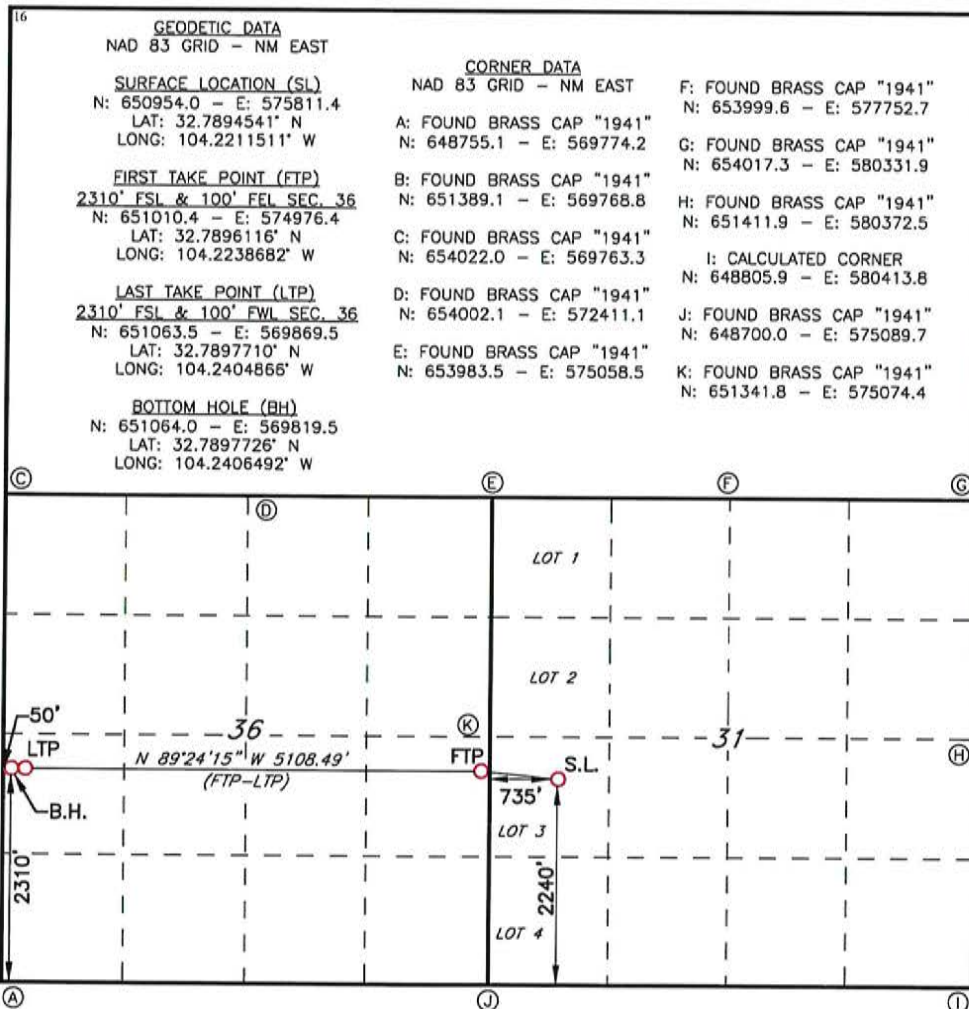 16
GEODETIC DATA
NAD 83 GRID - NM EAST
SURFACE LOCATION (SL)
N: 650954.0 - E: 575811.4
LAT: 32.7894541° N
LONG: 104.2211511° W
FIRST TAKE POINT (FTP)
2310' FSL & 100' FEL SEC. 36
N: 651010.4 - E: 574976.4
LAT: 32.7896116° N
LONG: 104.2238682° W
LAST TAKE POINT (LTP)
2310' FSL & 100' FWL SEC. 36
N: 651063.5 - E: 569869.5
LAT: 32.7897710° N
LONG: 104.2404866° W
BOTTOM HOLE (BH)
N: 651064.0 - E: 569819.5
LAT: 32.7897726° N
LONG: 104.2406492° W
CORNER DATA
NAD 83 GRID - NM EAST
A: FOUND BRASS CAP "1941"
N: 648755.1 - E: 569774.2
B: FOUND BRASS CAP "1941"
N: 651389.1 - E: 569768.8
C: FOUND BRASS CAP "1941"
N: 654022.0 - E: 569763.3
D: FOUND BRASS CAP "1941"
N: 654002.1 - E: 572411.1
E: FOUND BRASS CAP "1941"
N: 653983.5 - E: 575058.5
F: FOUND BRASS CAP "1941"
N: 653999.6 - E: 577752.7
G: FOUND BRASS CAP "1941"
N: 654017.3 - E: 580331.9
H: FOUND BRASS CAP "1941"
N: 651411.9 - E: 580372.5
I: CALCULATED CORNER
N: 648805.9 - E: 580413.8
J: FOUND BRASS CAP "1941"
N: 648700.0 - E: 575089.7
K: FOUND BRASS CAP "1941"
N: 651341.8 - E: 575074.4
C
E
F
G
D
LOT 1
LOT 2
50'
36
K
31
H
LTP
N 89°24'15" W 5108.49'
(FTP-LTP)
FTP
S.L.
B.H.
735'
LOT 3
2310'
2240'
LOT 4
A
J
I